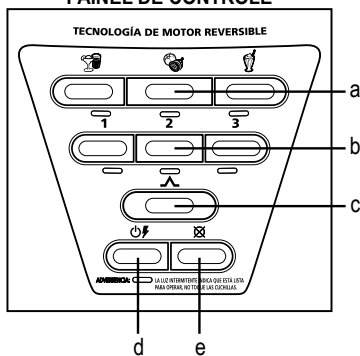 PAINEL DE CONTROLE
TECNOLOGÍA DE MOTOR REVERSIBLE
a
1 2 3
b
c
ADVERTENCIA: LA LUZ INTERMITENTE INDICA QUE ESTÁ LISTA
PARA OPERAR, NO TOQUE LAS CUCHILLAS.
d e